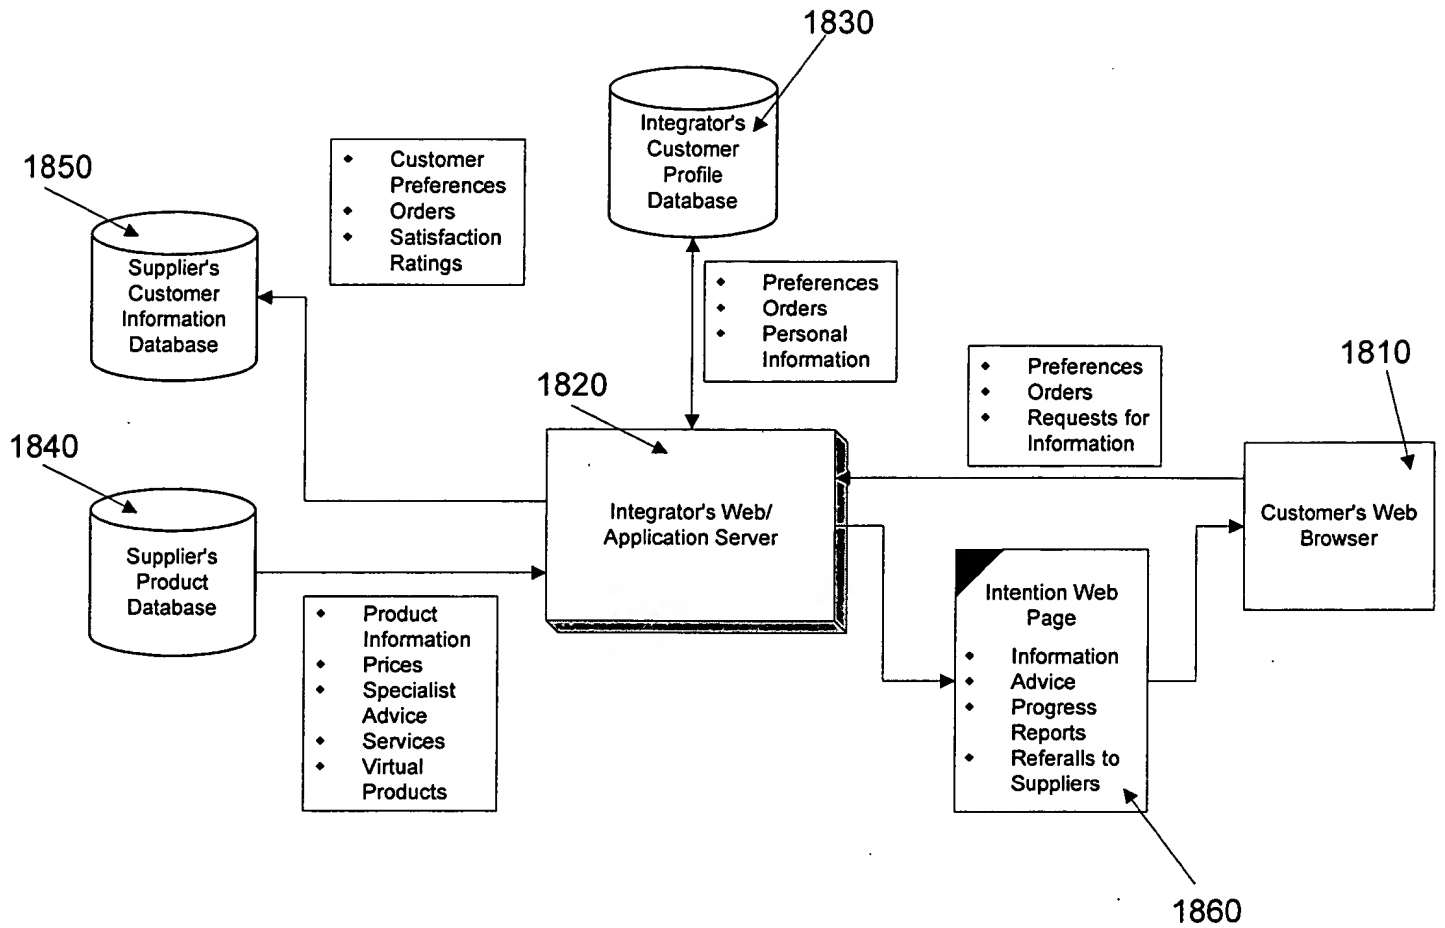 1830
Integrator's
Customer
Profile
Database
1850
• Customer
Preferences
• Orders
• Satisfaction
Ratings
Supplier's
Customer
Information
Database
• Preferences
• Orders
• Personal
Information
1810
• Preferences
• Orders
• Requests for
Information
1820
1840
Integrator's Web/
Application Server
Customer's Web
Browser
Supplier's
Product
Database
• Product
Information
• Prices
• Specialist
Advice
• Services
• Virtual
Products
Intention Web
Page
• Information
• Advice
• Progress
Reports
• Referalls to
Suppliers
1860